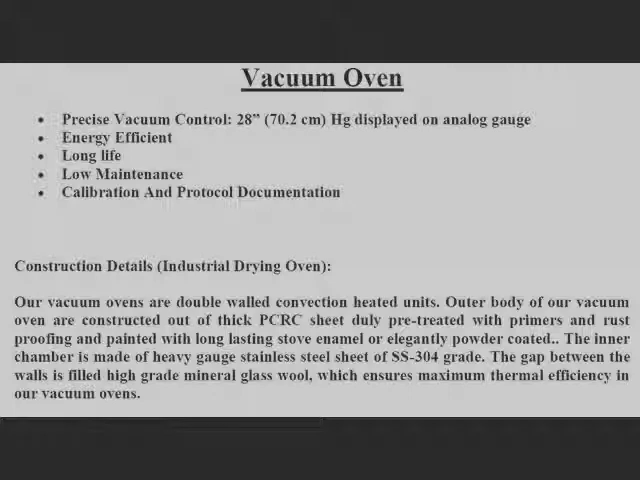 Vacuum Oven
• Precise Vacuum Control: 28” (70.2 cm) Hg displayed on analog gauge
• Energy Efficient
• Long life
• Low Maintenance
• Calibration And Protocol Documentation
Construction Details (Industrial Drying Oven):
Our vacuum ovens are double walled convection heated units. Outer body of our vacuum
oven are constructed out of thick PCRC sheet duly pre-treated with primers and rust
proofing and painted with long lasting stove enamel or elegantly powder coated.. The inner
chamber is made of heavy gauge stainless steel sheet of SS-304 grade. The gap between the
walls is filled high grade mineral glass wool, which ensures maximum thermal efficiency in
our vacuum ovens.